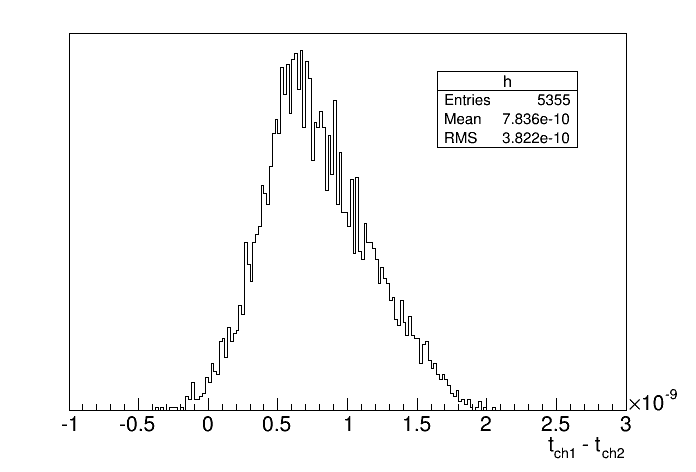 h
Entries 5355
Mean 7.836e-10
RMS 3.822e-10
-1 -0.5 0 0.5 1 1.5 2 2.5 3 ×10⁻⁹
t_ch1 - t_ch2